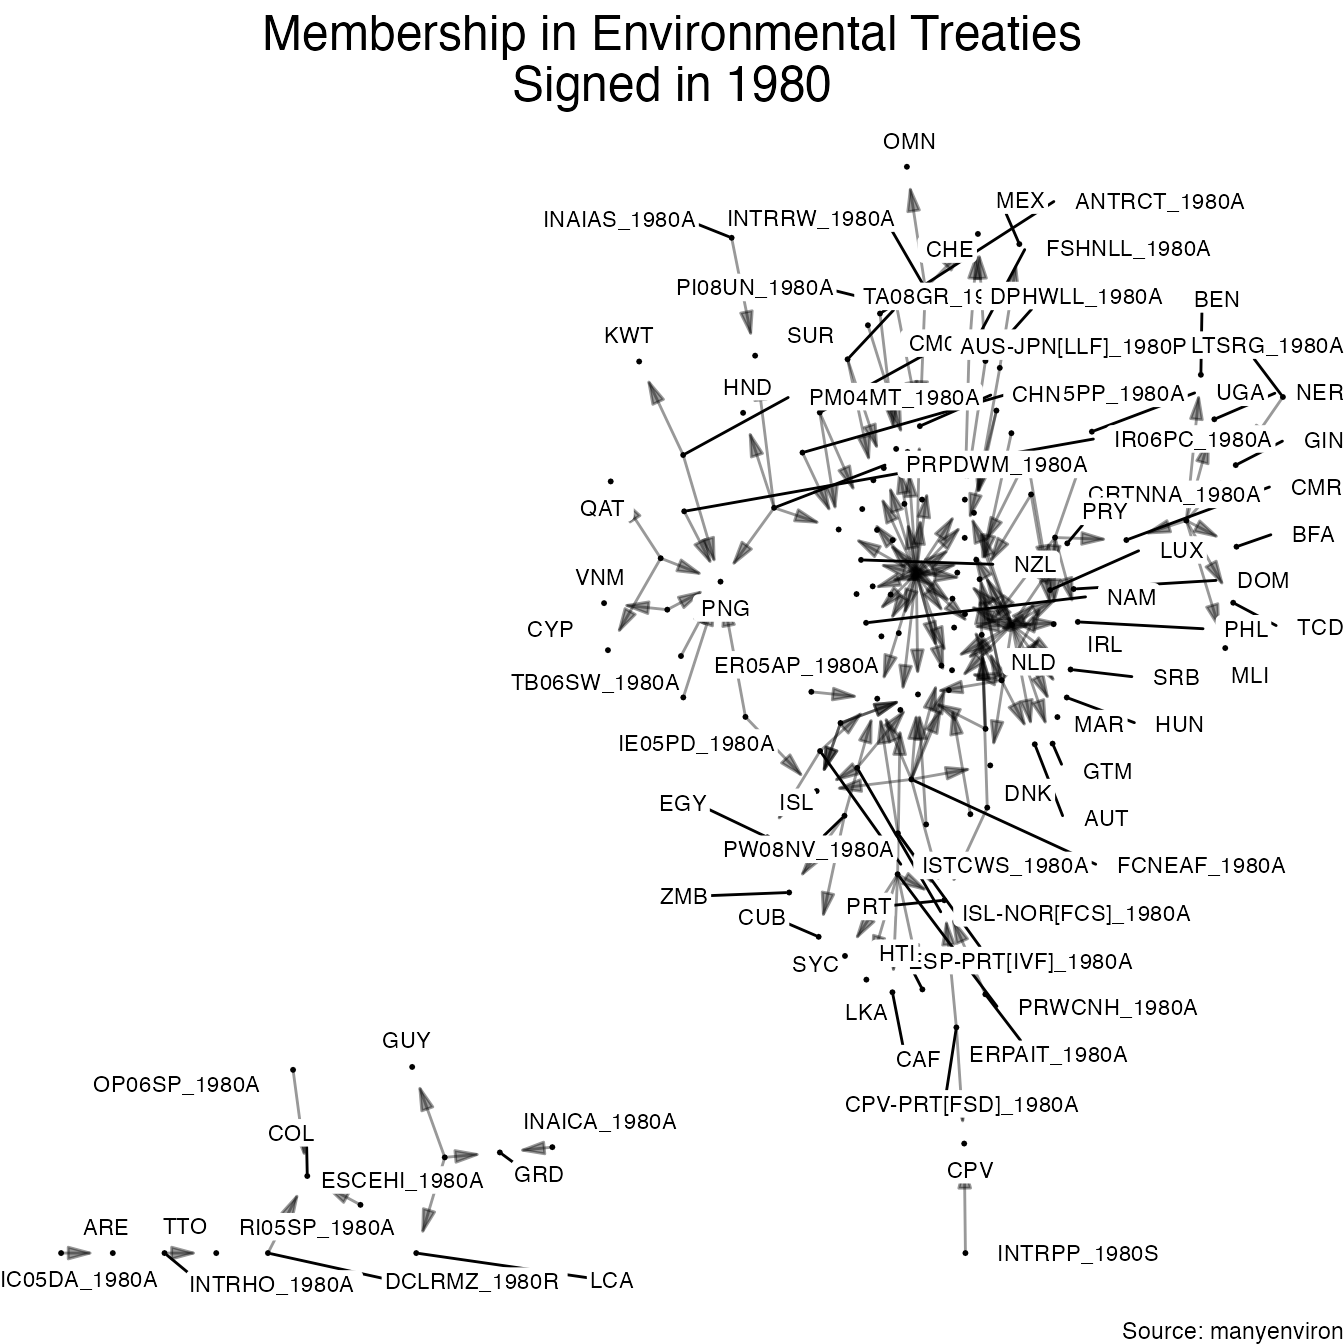 Membership in Environmental Treaties
Signed in 1980
OMN
MEX
ANTRCT_1980A
INAIAS_1980A
INTRRW_1980A
CHE
FSHNLL_1980A
PI08UN_1980A
TA08GR_19
DPHWLL_1980A
BEN
KWT
SUR
AUS-JPN[LLF]_1980P
LTSRG_1980A
HND
PM04MT_1980A
CHN5PP_1980A
UGA
NER
IR06PC_1980A
GIN
PRPDWM_1980A
CRTNNA_1980A
CMR
QAT
PRY
BFA
LUX
NZL
VNM
DOM
PNG
NAM
CYP
PHL
TCD
IRL
ER05AP_1980A
NLD
TB06SW_1980A
SRB
MLI
MAR
HUN
IE05PD_1980A
GTM
DNK
EGY
ISL
AUT
PW08NV_1980A
ISTCWS_1980A
FCNEAF_1980A
ZMB
PRT
CUB
ISL-NOR[FCS]_1980A
SYC
HTI
ESP-PRT[IVF]_1980A
LKA
PRWCNH_1980A
GUY
CAF
ERPAIT_1980A
OP06SP_1980A
CPV-PRT[FSD]_1980A
COL
INAICA_1980A
ESCEHI_1980A
GRD
CPV
ARE
TTO
RI05SP_1980A
INTRPP_1980S
IC05DA_1980A
INTRHO_1980A
DCLRMZ_1980R
LCA
Source: manyenviron